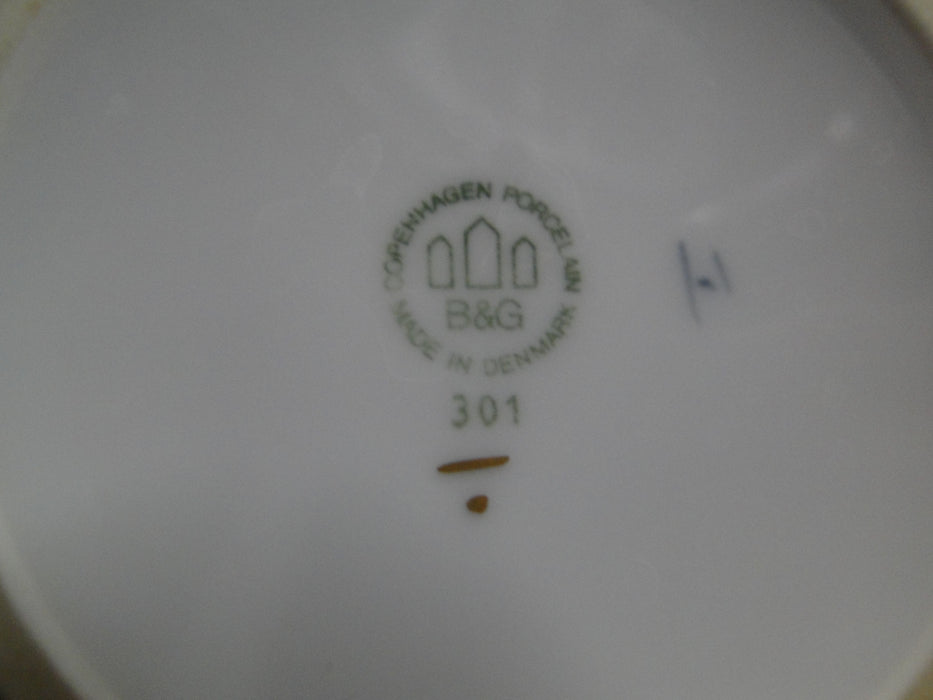 COPENHAGEN PORCELAIN
B&G
MADE IN DENMARK
301